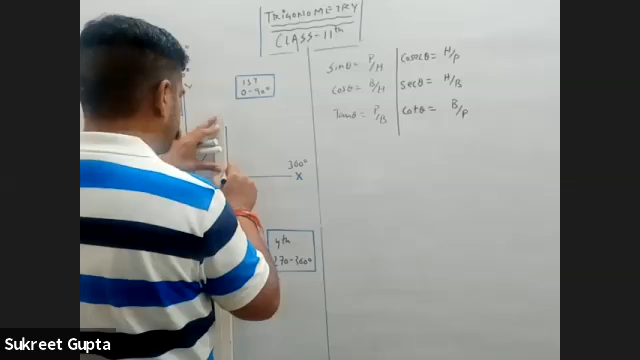 TRIGONOMETRY
CLASS-11th
sinθ = P/H
cosecθ = H/P
cosθ = B/H
secθ = H/B
Tanθ = P/B
cotθ = B/P
1ST
0-90°
Y
360°
X
4th
270-360°
Sukreet Gupta